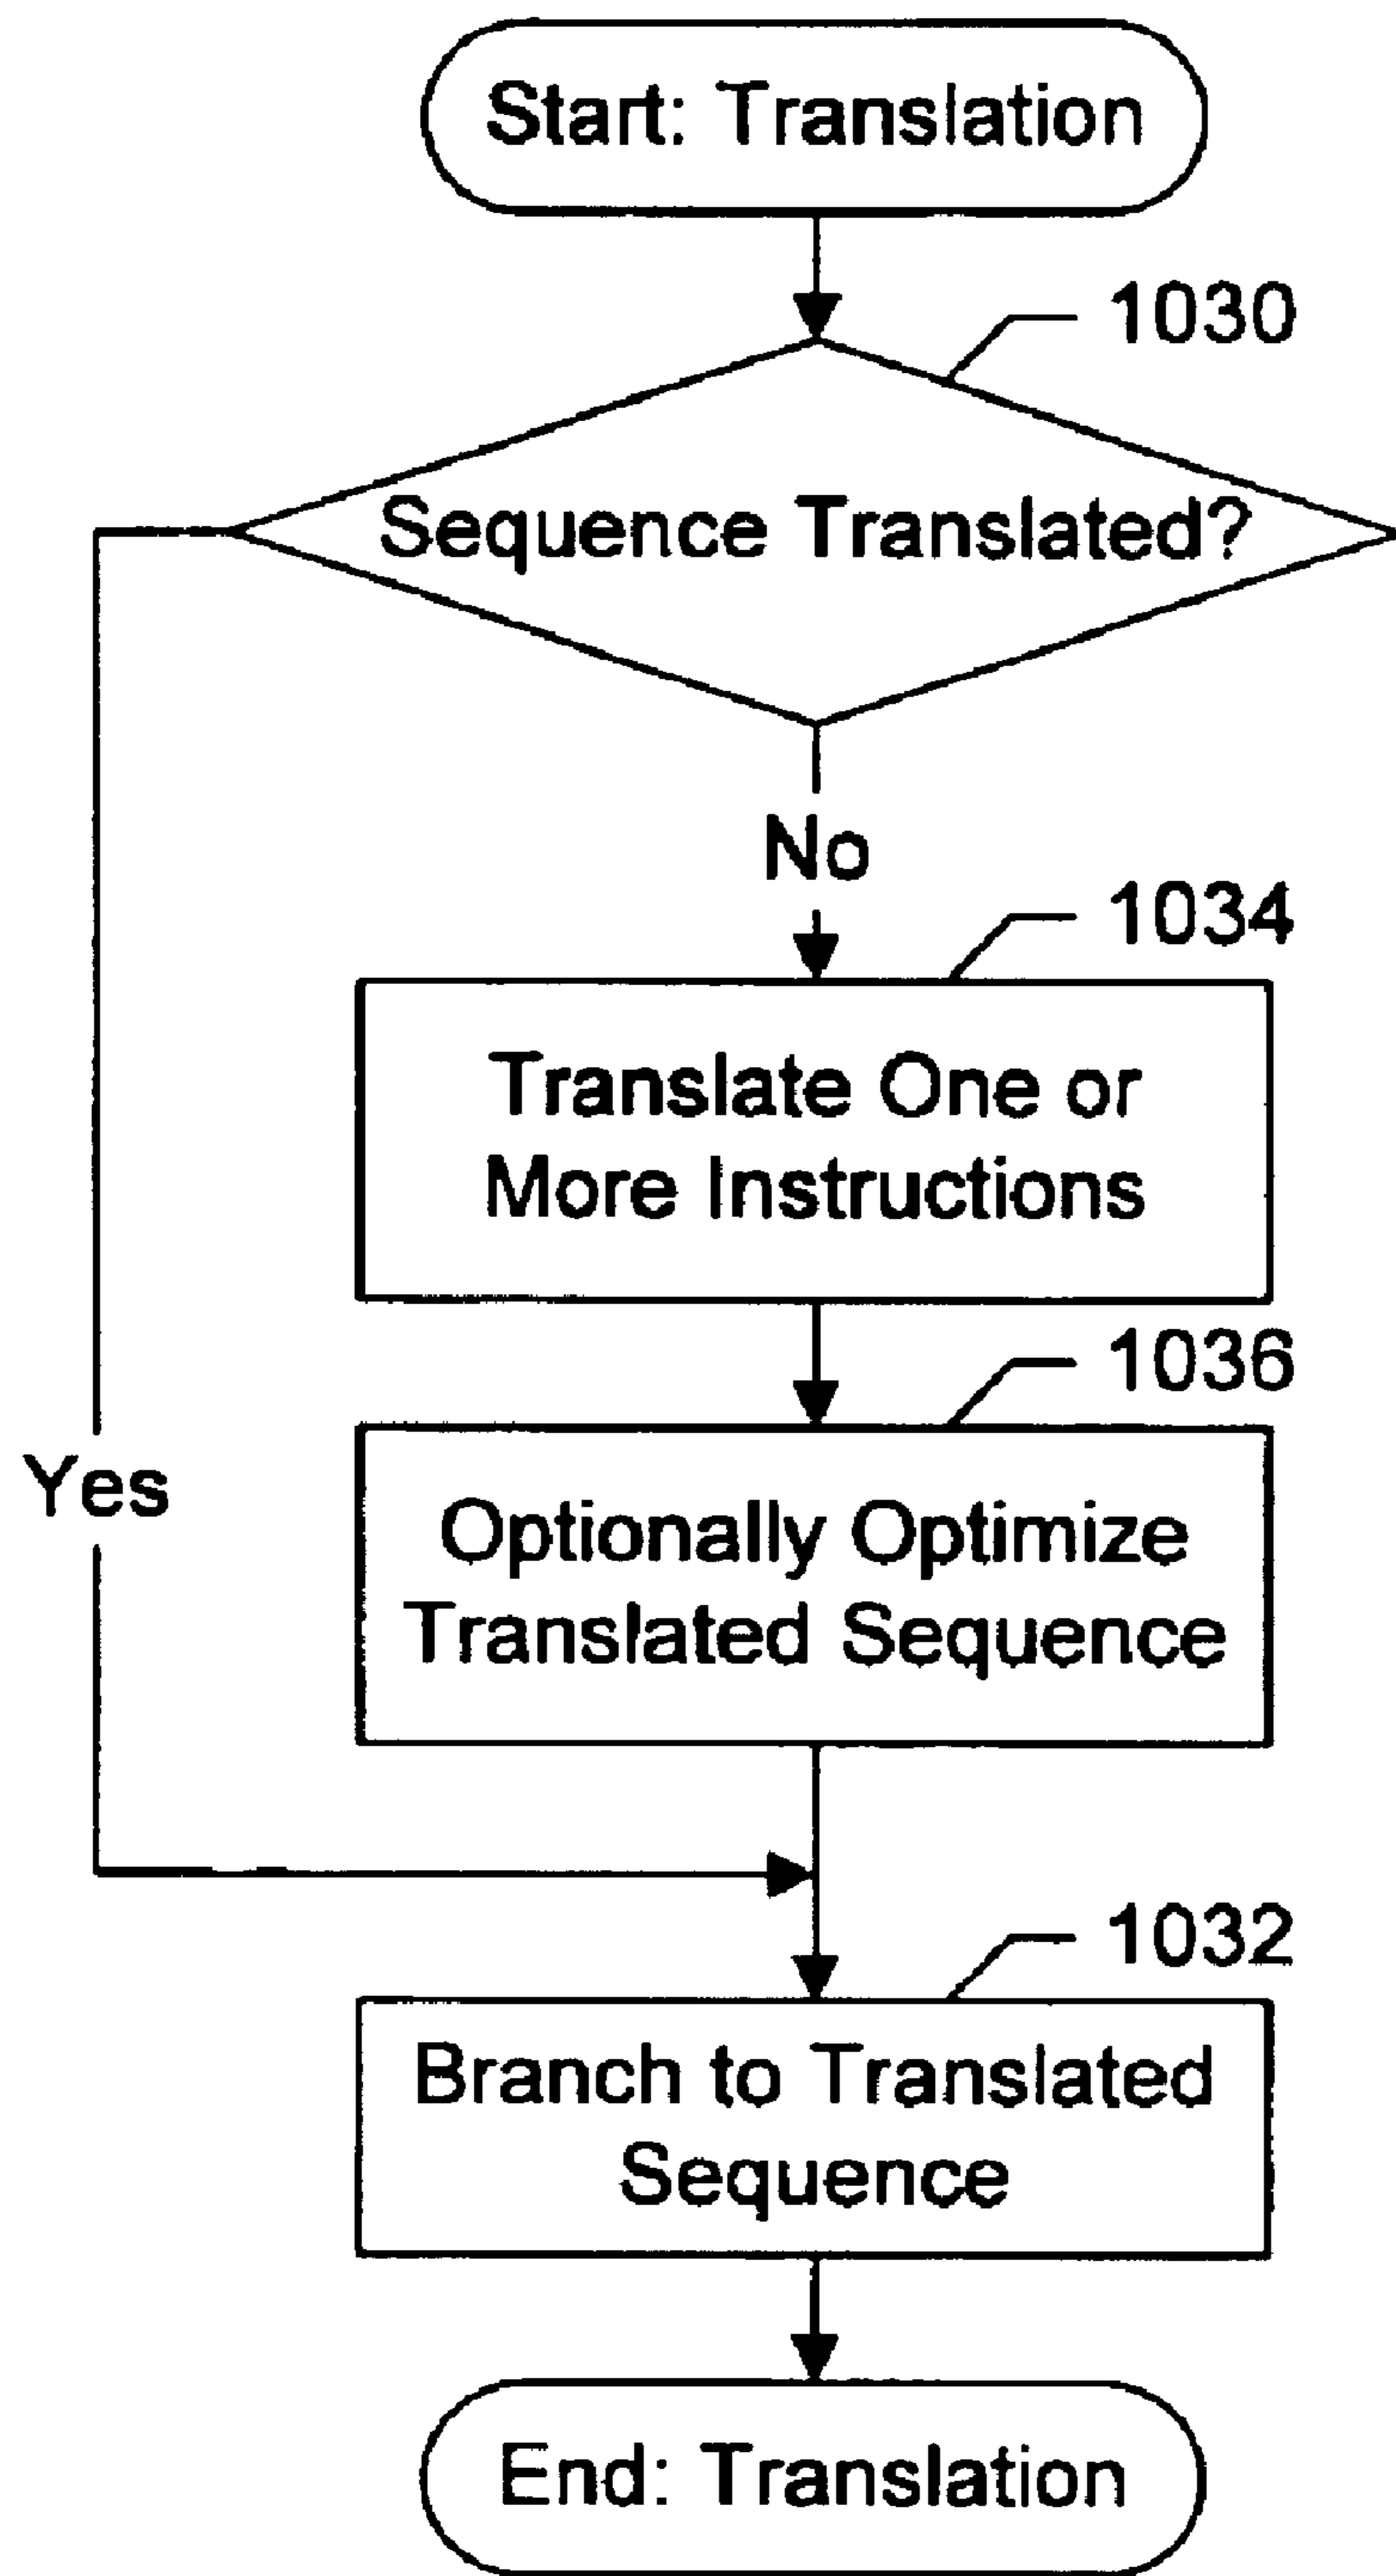 Start: Translation
1030
Sequence Translated?
No
1034
Translate One or
More Instructions
1036
Yes
Optionally Optimize
Translated Sequence
1032
Branch to Translated
Sequence
End: Translation